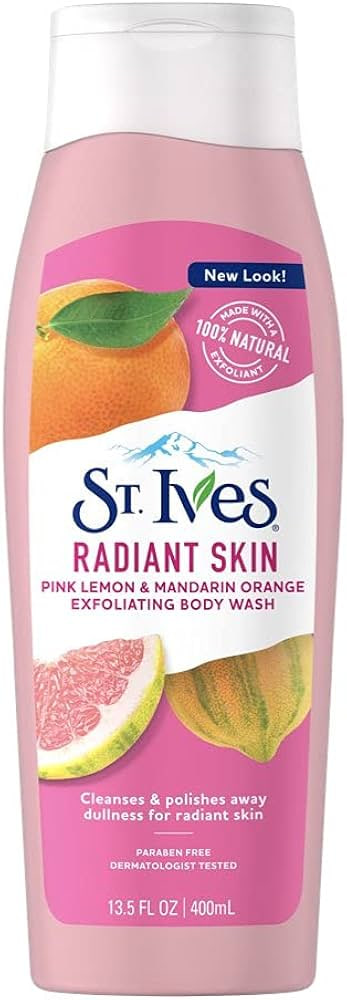 New Look!
MADE WITH A
100% NATURAL
EXFOLIANT
ST. Ives®
RADIANT SKIN
PINK LEMON & MANDARIN ORANGE
EXFOLIATING BODY WASH
Cleanses & polishes away
dullness for radiant skin
PARABEN FREE
DERMATOLOGIST TESTED
13.5 FL OZ | 400mL